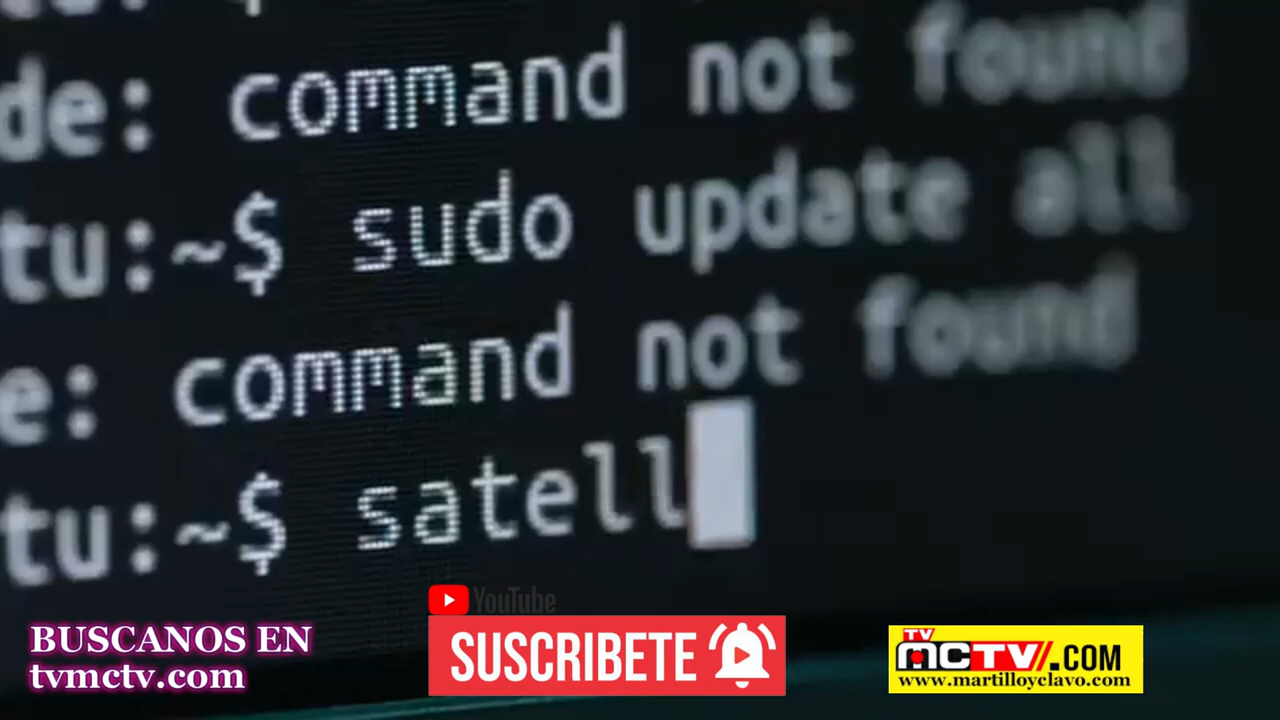 de: command not found
tu:~$ sudo update all
e: command not found
tu:~$ satell
YouTube
BUSCANOS EN
tvmctv.com
SUSCRIBETE
TV
MCTV//.COM
www.martilloyclavo.com